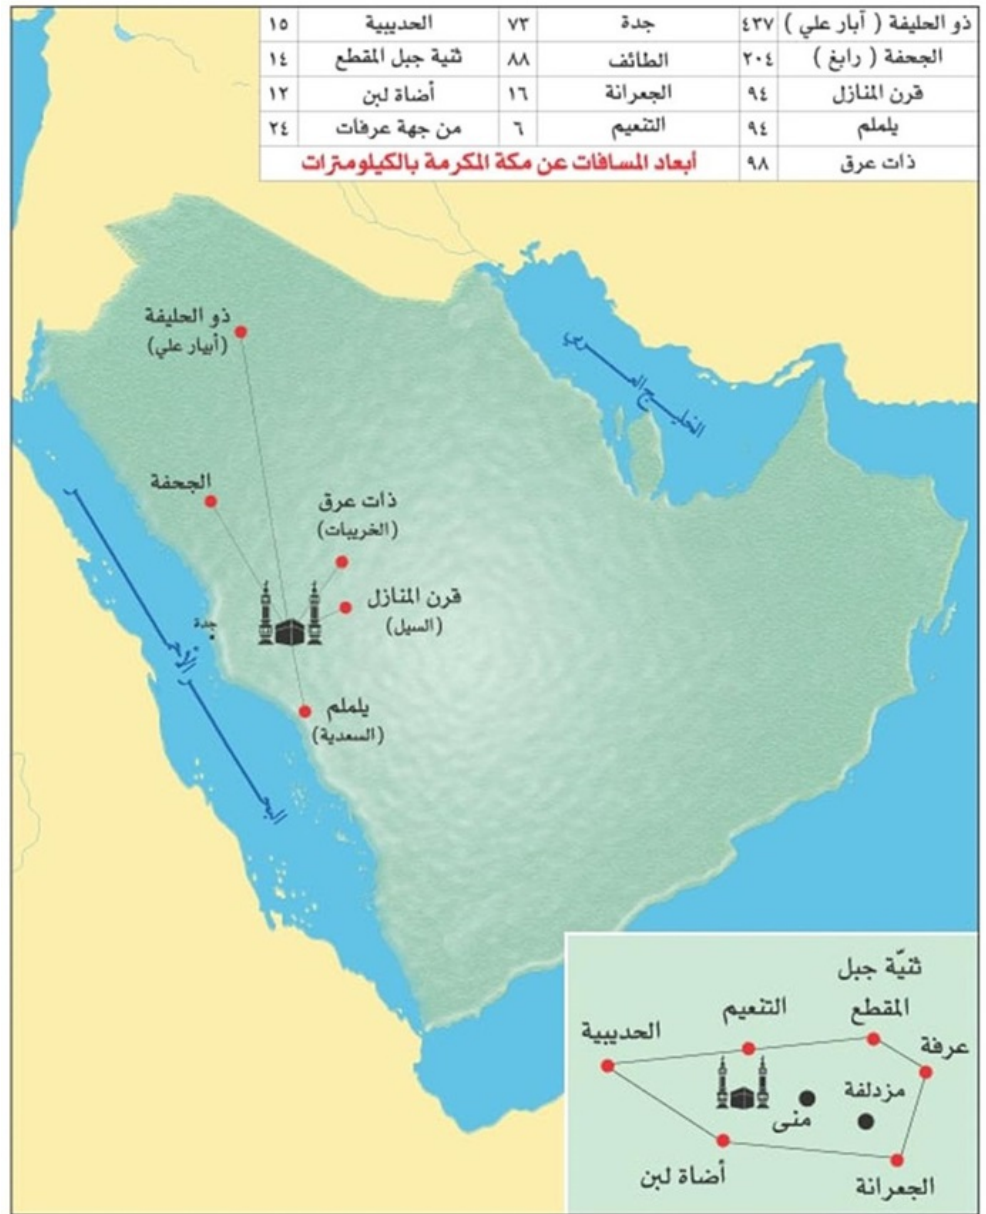 ذو الحليفة ( آبار علي ) ٤٣٧ جدة ٧٣ الحديبية ١٥
الجحفة ( رابغ ) ٢٠٤ الطائف ٨٨ ثنية جبل المقطع ١٤
قرن المنازل ٩٤ الجعرانة ١٦ أضاة لبن ١٢
يلملم ٩٤ التنعيم ٦ من جهة عرفات ٢٤
ذات عرق ٩٨ أبعاد المسافات عن مكة المكرمة بالكيلومترات
ذو الحليفة
(أبيار علي)
الخليج العربي
الجحفة
ذات عرق
(الخريبات)
قرن المنازل
(السيل)
جدة
يلملم
(السعدية)
البحر الأحمر
ثنيّة جبل
المقطع
التنعيم
الحديبية
عرفة
مزدلفة
منى
أضاة لبن
الجعرانة